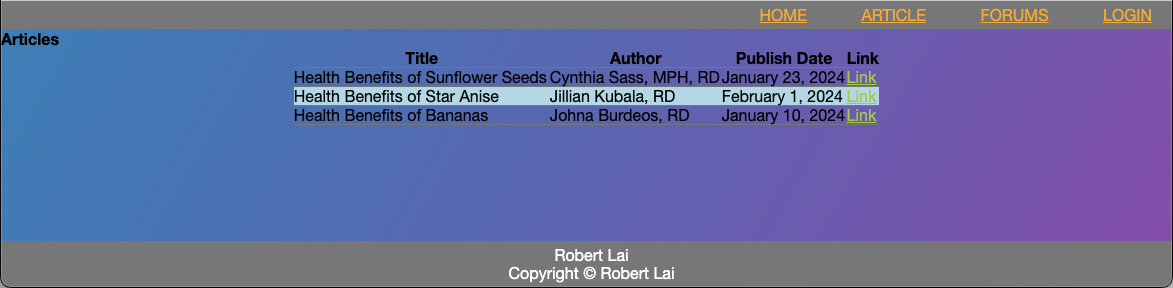 HOME ARTICLE FORUMS LOGIN
Articles
Title Author Publish Date Link
Health Benefits of Sunflower Seeds Cynthia Sass, MPH, RD January 23, 2024 Link
Health Benefits of Star Anise Jillian Kubala, RD February 1, 2024 Link
Health Benefits of Bananas Johna Burdeos, RD January 10, 2024 Link
Robert Lai
Copyright © Robert Lai